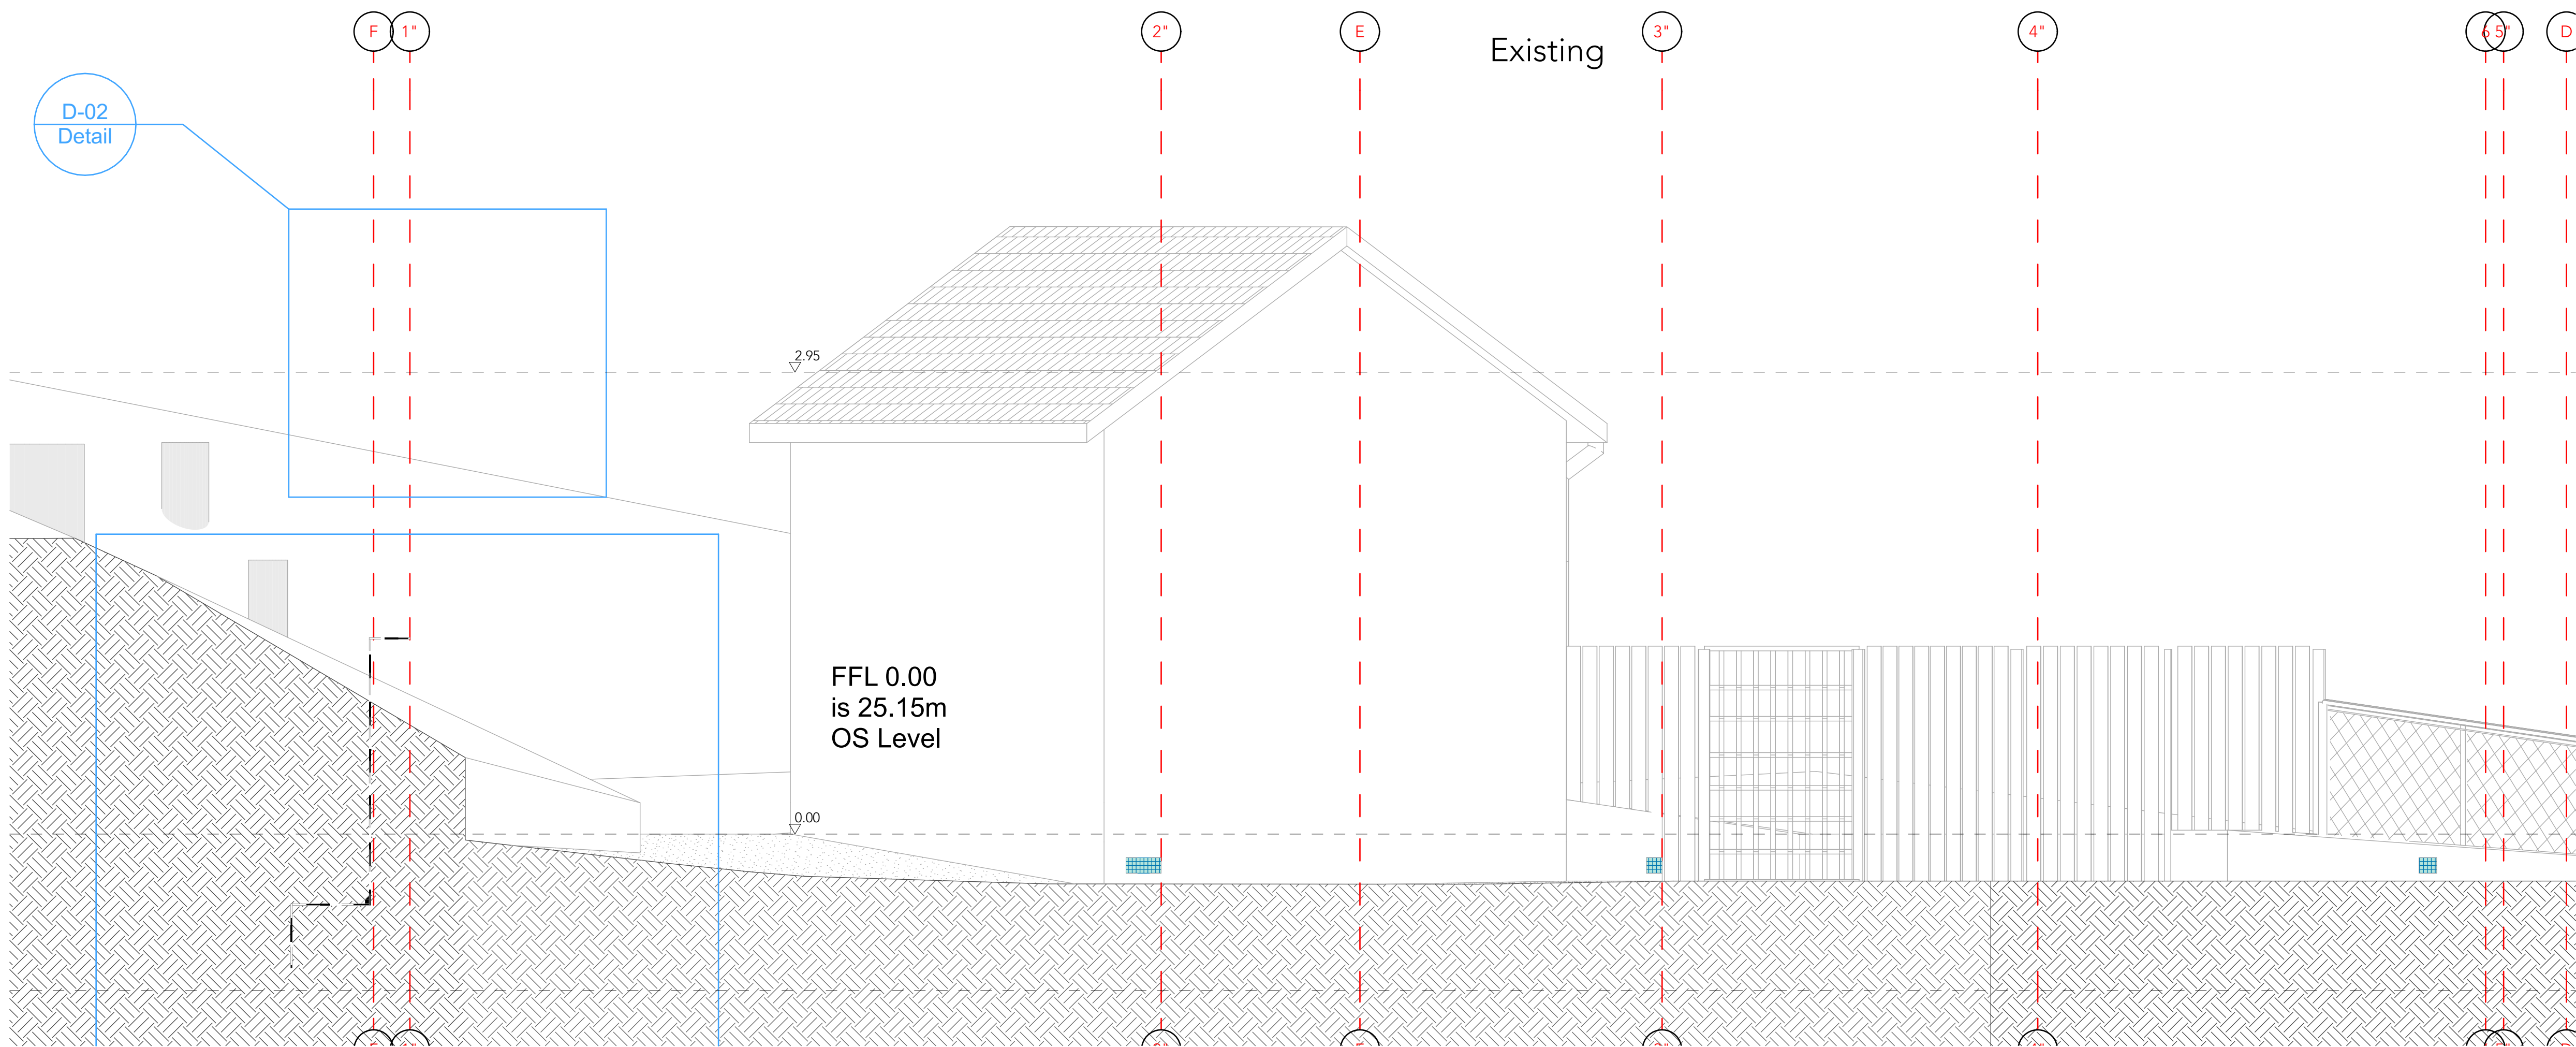 F
1"
2"
E
Existing
3"
4"
6
5"
D
D-02
Detail
2.95
FFL 0.00
is 25.15m
OS Level
0.00